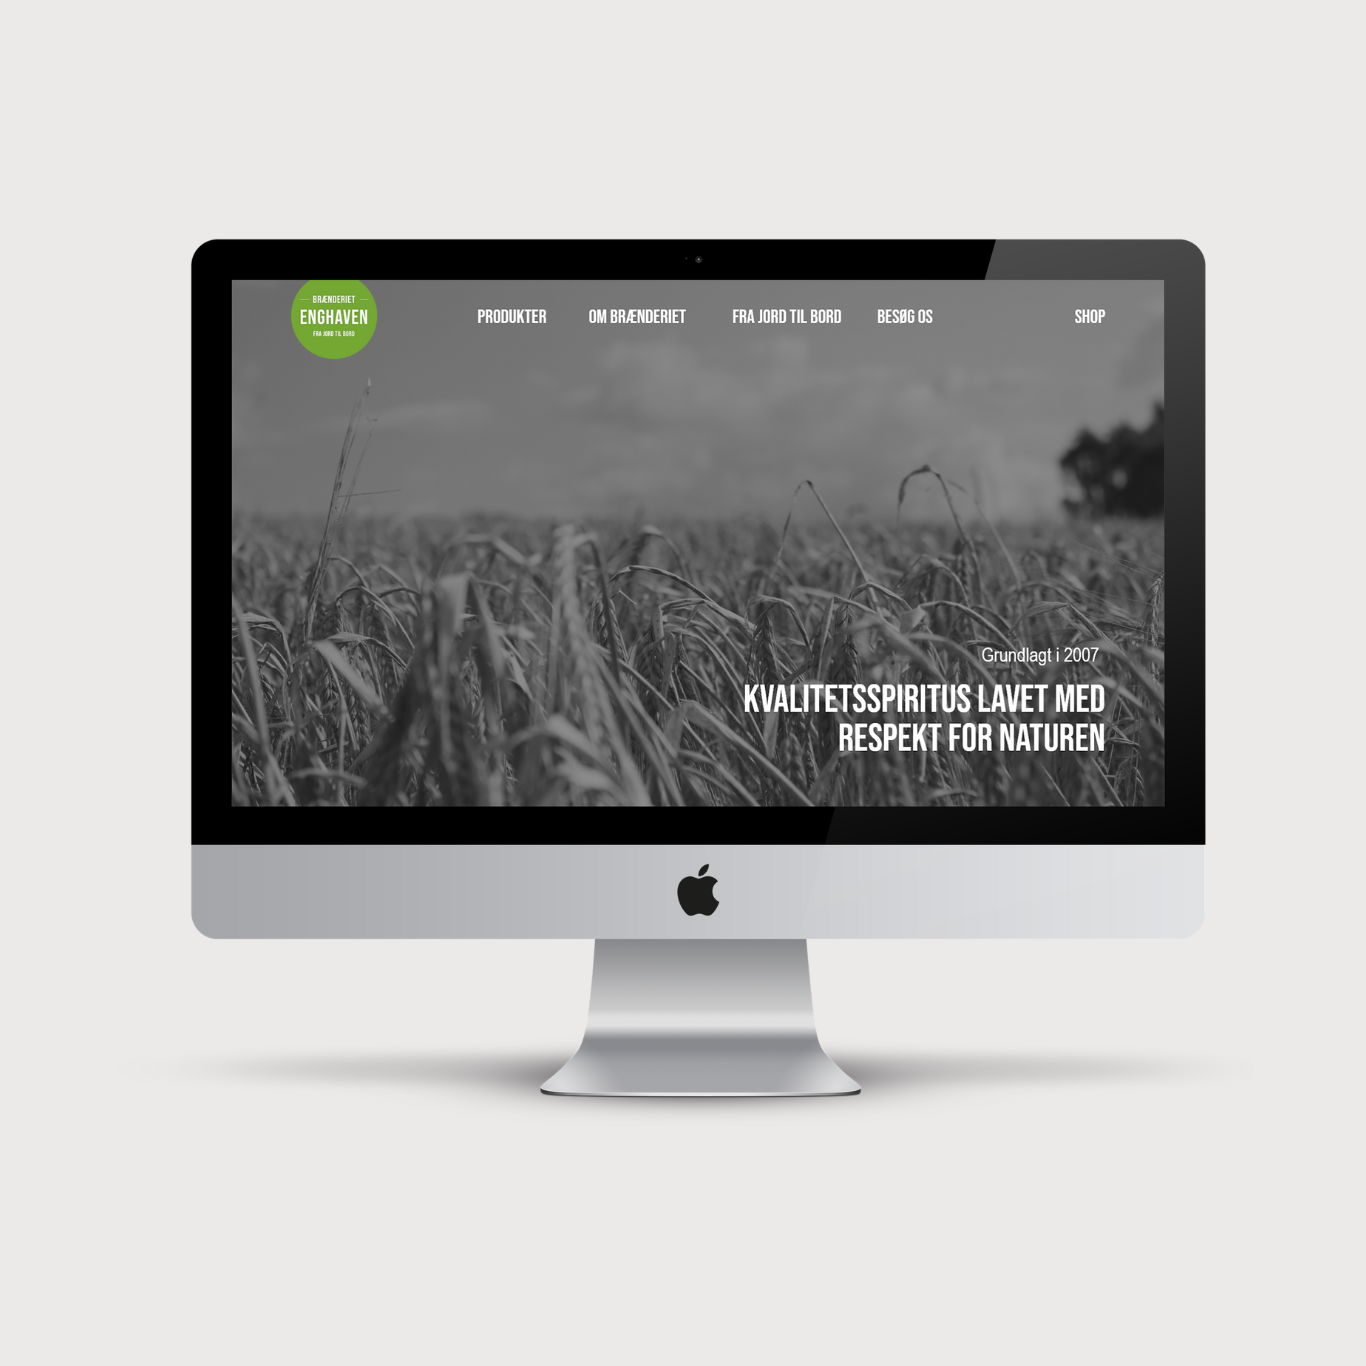 BRÆNDERIET
ENGHAVEN
FRA JORD TIL BORD
PRODUKTER OM BRÆNDERIET FRA JORD TIL BORD BESØG OS SHOP
Grundlagt i 2007
KVALITETSSPIRITUS LAVET MED
RESPEKT FOR NATUREN